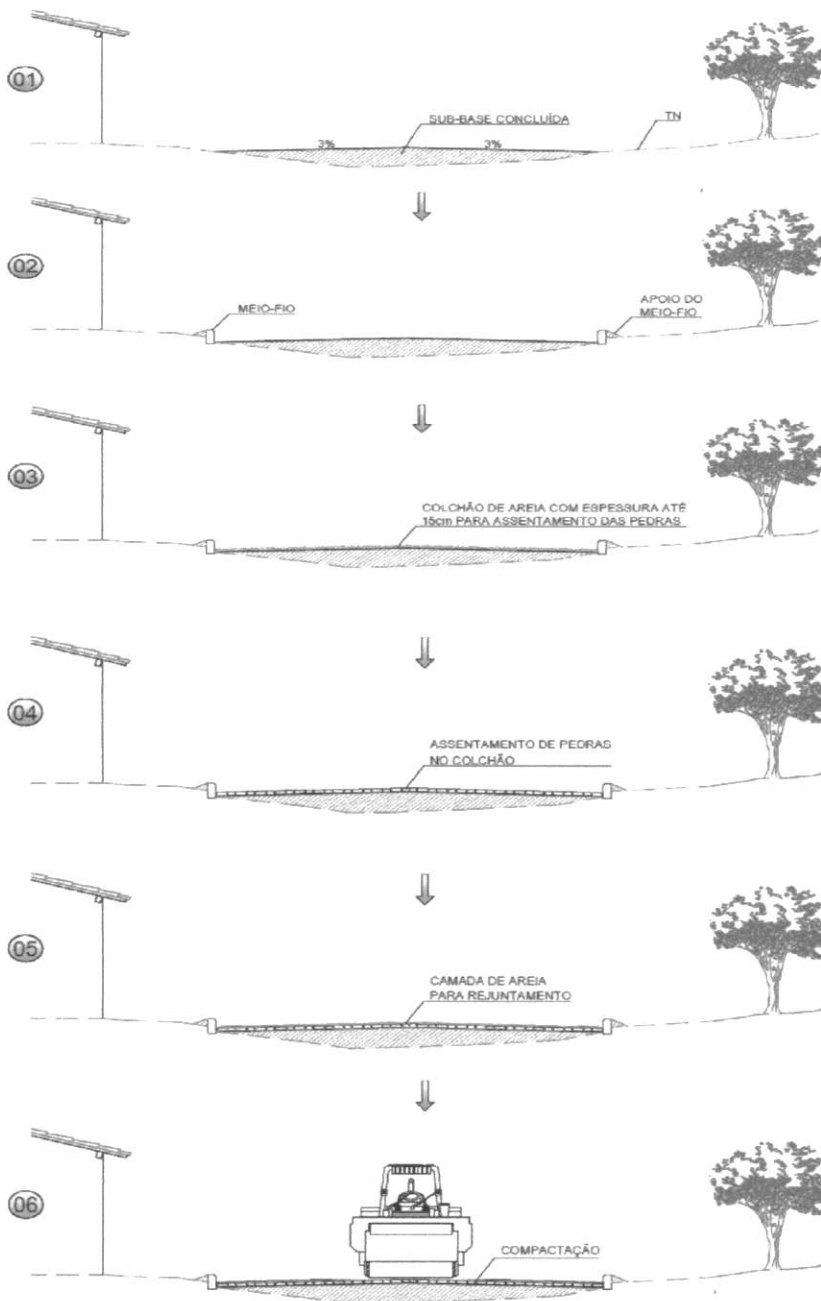 01
SUB-BASE CONCLUÍDA
TN
3%
3%
02
MEIO-FIO
APOIO DO
MEIO-FIO
03
COLCHÃO DE AREIA COM ESPESSURA ATÉ
15cm PARA ASSENTAMENTO DAS PEDRAS
04
ASSENTAMENTO DE PEDRAS
NO COLCHÃO
05
CAMADA DE AREIA
PARA REJUNTAMENTO
06
COMPACTAÇÃO